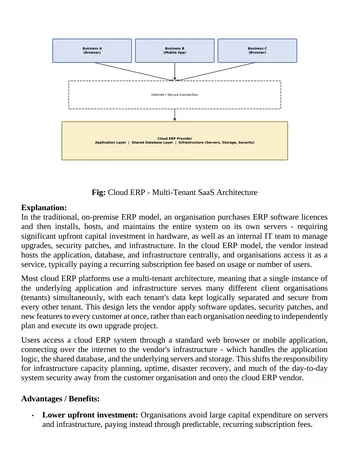 Business A
(Browser)
Business B
(Mobile App)
Business C
(Browser)
Internet / Secure Connection
Cloud ERP Provider
Application Layer | Shared Database Layer | Infrastructure (Servers, Storage, Security)
Fig: Cloud ERP - Multi-Tenant SaaS Architecture
Explanation:
In the traditional, on-premise ERP model, an organisation purchases ERP software licences
and then installs, hosts, and maintains the entire system on its own servers - requiring
significant upfront capital investment in hardware, as well as an internal IT team to manage
upgrades, security patches, and infrastructure. In the cloud ERP model, the vendor instead
hosts the application, database, and infrastructure centrally, and organisations access it as a
service, typically paying a recurring subscription fee based on usage or number of users.
Most cloud ERP platforms use a multi-tenant architecture, meaning that a single instance of
the underlying application and infrastructure serves many different client organisations
(tenants) simultaneously, with each tenant's data kept logically separated and secure from
every other tenant. This design lets the vendor apply software updates, security patches, and
new features to every customer at once, rather than each organisation needing to independently
plan and execute its own upgrade project.
Users access a cloud ERP system through a standard web browser or mobile application,
connecting over the internet to the vendor's infrastructure - which handles the application
logic, the shared database, and the underlying servers and storage. This shifts the responsibility
for infrastructure capacity planning, uptime, disaster recovery, and much of the day-to-day
system security away from the customer organisation and onto the cloud ERP vendor.
Advantages / Benefits:
• Lower upfront investment: Organisations avoid large capital expenditure on servers
and infrastructure, paying instead through predictable, recurring subscription fees.